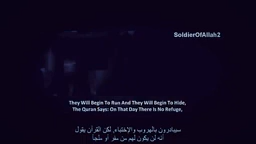 SoldierOfAllah2
They Will Begin To Run And They Will Begin To Hide,
The Quran Says: On That Day There Is No Refuge,
سيبادرون بالهروب والإختباء, لكن القرآن يقول
أنه لن يكون لهم من مفر أو ملجأ